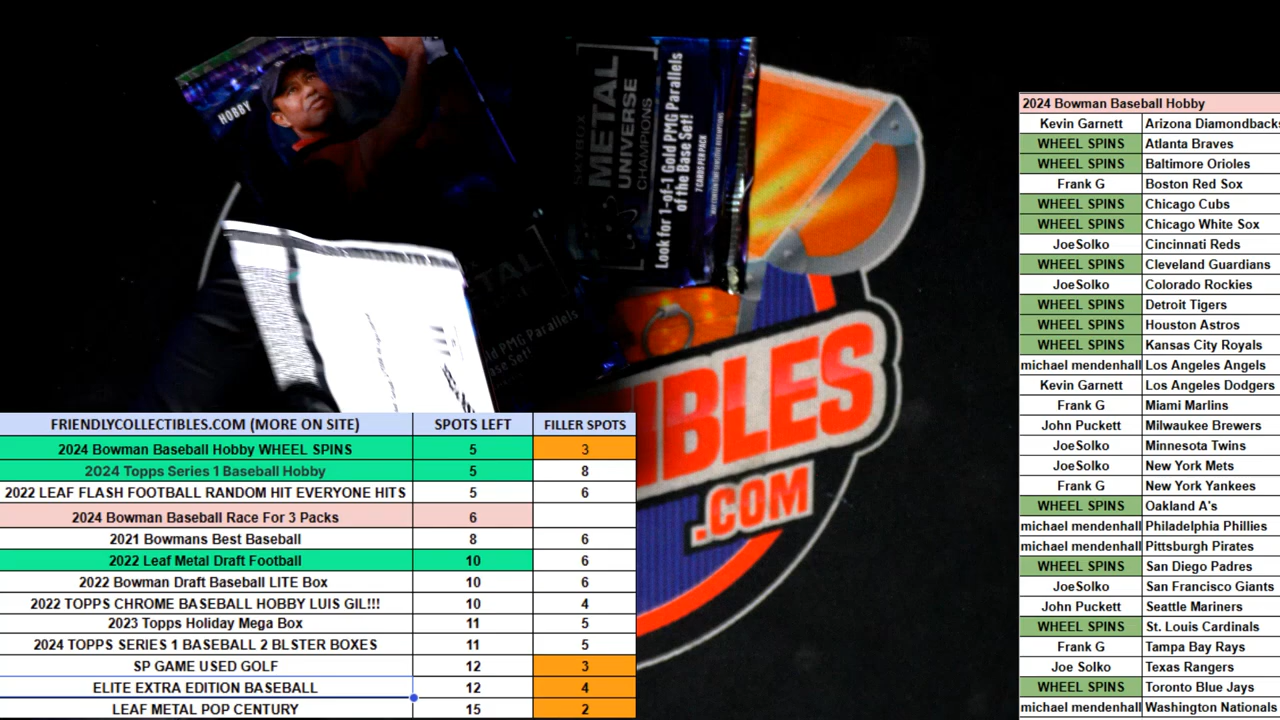 HOBBY
SKYBOX
METAL
UNIVERSE
CHAMPIONS
Look for 1-of-1 Gold PMG Parallels
of the Base Set!
7 CARDS PER PACK
ld PMG Parallels
ase Set!
IBLES
.COM
FRIENDLYCOLLECTIBLES.COM (MORE ON SITE) SPOTS LEFT FILLER SPOTS
2024 Bowman Baseball Hobby WHEEL SPINS 5 3
2024 Topps Series 1 Baseball Hobby 5 8
2022 LEAF FLASH FOOTBALL RANDOM HIT EVERYONE HITS 5 6
2024 Bowman Baseball Race For 3 Packs 6
2021 Bowmans Best Baseball 8 6
2022 Leaf Metal Draft Football 10 6
2022 Bowman Draft Baseball LITE Box 10 6
2022 TOPPS CHROME BASEBALL HOBBY LUIS GIL!!! 10 4
2023 Topps Holiday Mega Box 11 5
2024 TOPPS SERIES 1 BASEBALL 2 BLSTER BOXES 11 5
SP GAME USED GOLF 12 3
ELITE EXTRA EDITION BASEBALL 12 4
LEAF METAL POP CENTURY 15 2
2024 Bowman Baseball Hobby
Kevin Garnett Arizona Diamondbacks
WHEEL SPINS Atlanta Braves
WHEEL SPINS Baltimore Orioles
Frank G Boston Red Sox
WHEEL SPINS Chicago Cubs
WHEEL SPINS Chicago White Sox
JoeSolko Cincinnati Reds
WHEEL SPINS Cleveland Guardians
JoeSolko Colorado Rockies
WHEEL SPINS Detroit Tigers
WHEEL SPINS Houston Astros
WHEEL SPINS Kansas City Royals
michael mendenhall Los Angeles Angels
Kevin Garnett Los Angeles Dodgers
Frank G Miami Marlins
John Puckett Milwaukee Brewers
JoeSolko Minnesota Twins
JoeSolko New York Mets
Frank G New York Yankees
WHEEL SPINS Oakland A's
michael mendenhall Philadelphia Phillies
michael mendenhall Pittsburgh Pirates
WHEEL SPINS San Diego Padres
JoeSolko San Francisco Giants
John Puckett Seattle Mariners
WHEEL SPINS St. Louis Cardinals
Frank G Tampa Bay Rays
Joe Solko Texas Rangers
WHEEL SPINS Toronto Blue Jays
michael mendenhall Washington Nationals